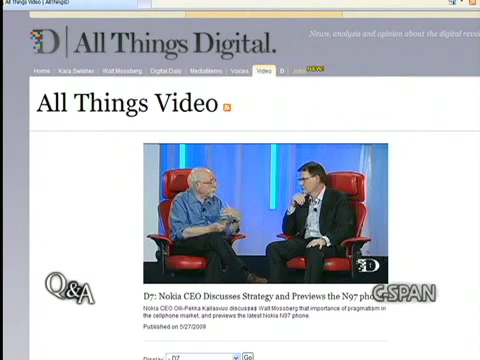 All Things Video | AllThingsD
D | All Things Digital.
News, analysis and opinion about the digital revo
Home | Kara Swisher | Walt Mossberg | Digital Daily | MediaMemo | Voices | Video | D | Jobs NEW!
All Things Video
D
D7: Nokia CEO Discusses Strategy and Previews the N97 pho
Nokia CEO Olli-Pekka Kallasuvo discusses Walt Mossberg that importance of pragmatism in
the cellphone market, and previews the latest Nokia N97 phone.
Published on 5/27/2009
Q&A
C-SPAN
Display: - D7 Go